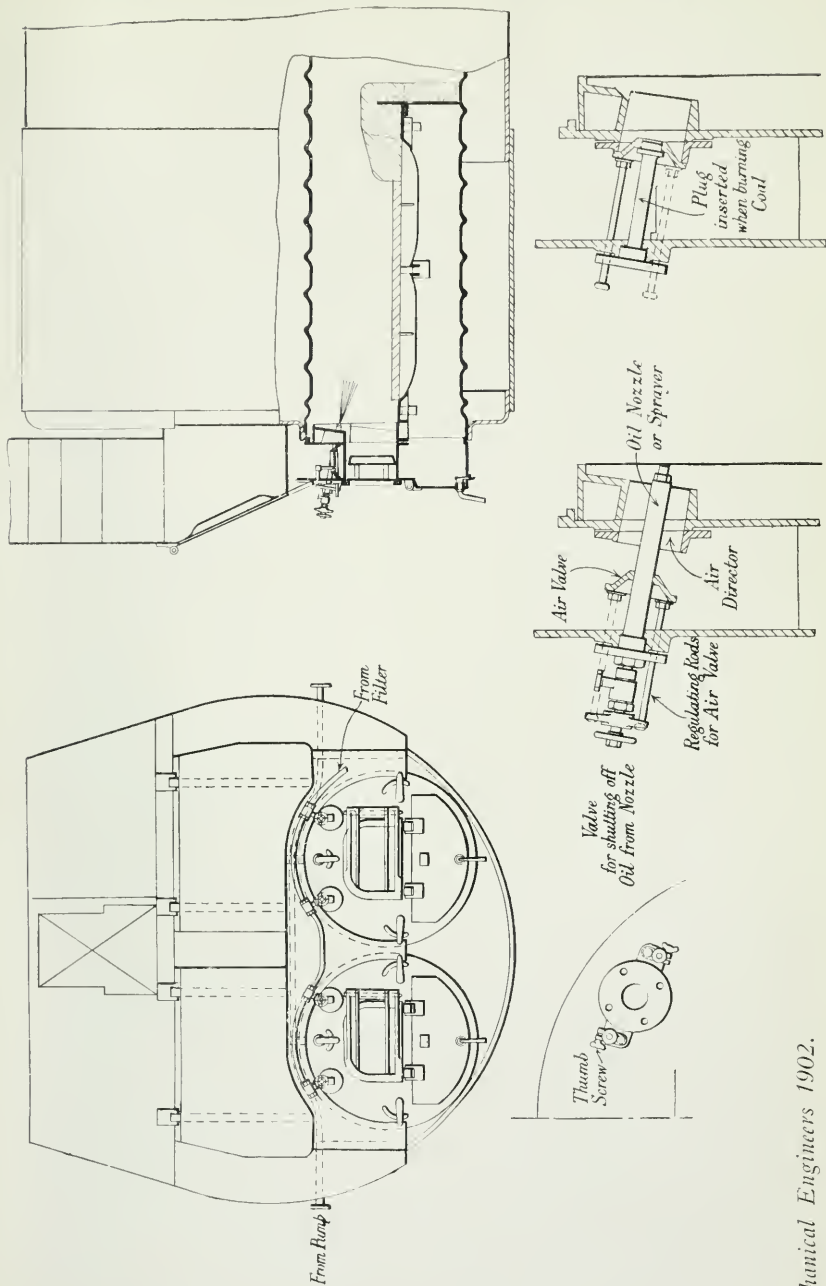 From Pump
From
Filter
Thumb
Screw
Valve
for shutting off
Oil from Nozzle
Regulating Rods
for Air Valve
Air Valve
Air
Director
Oil Nozzle
or Sprayer
Plug
inserted
when burning
Coal
hanical Engineers 1902.